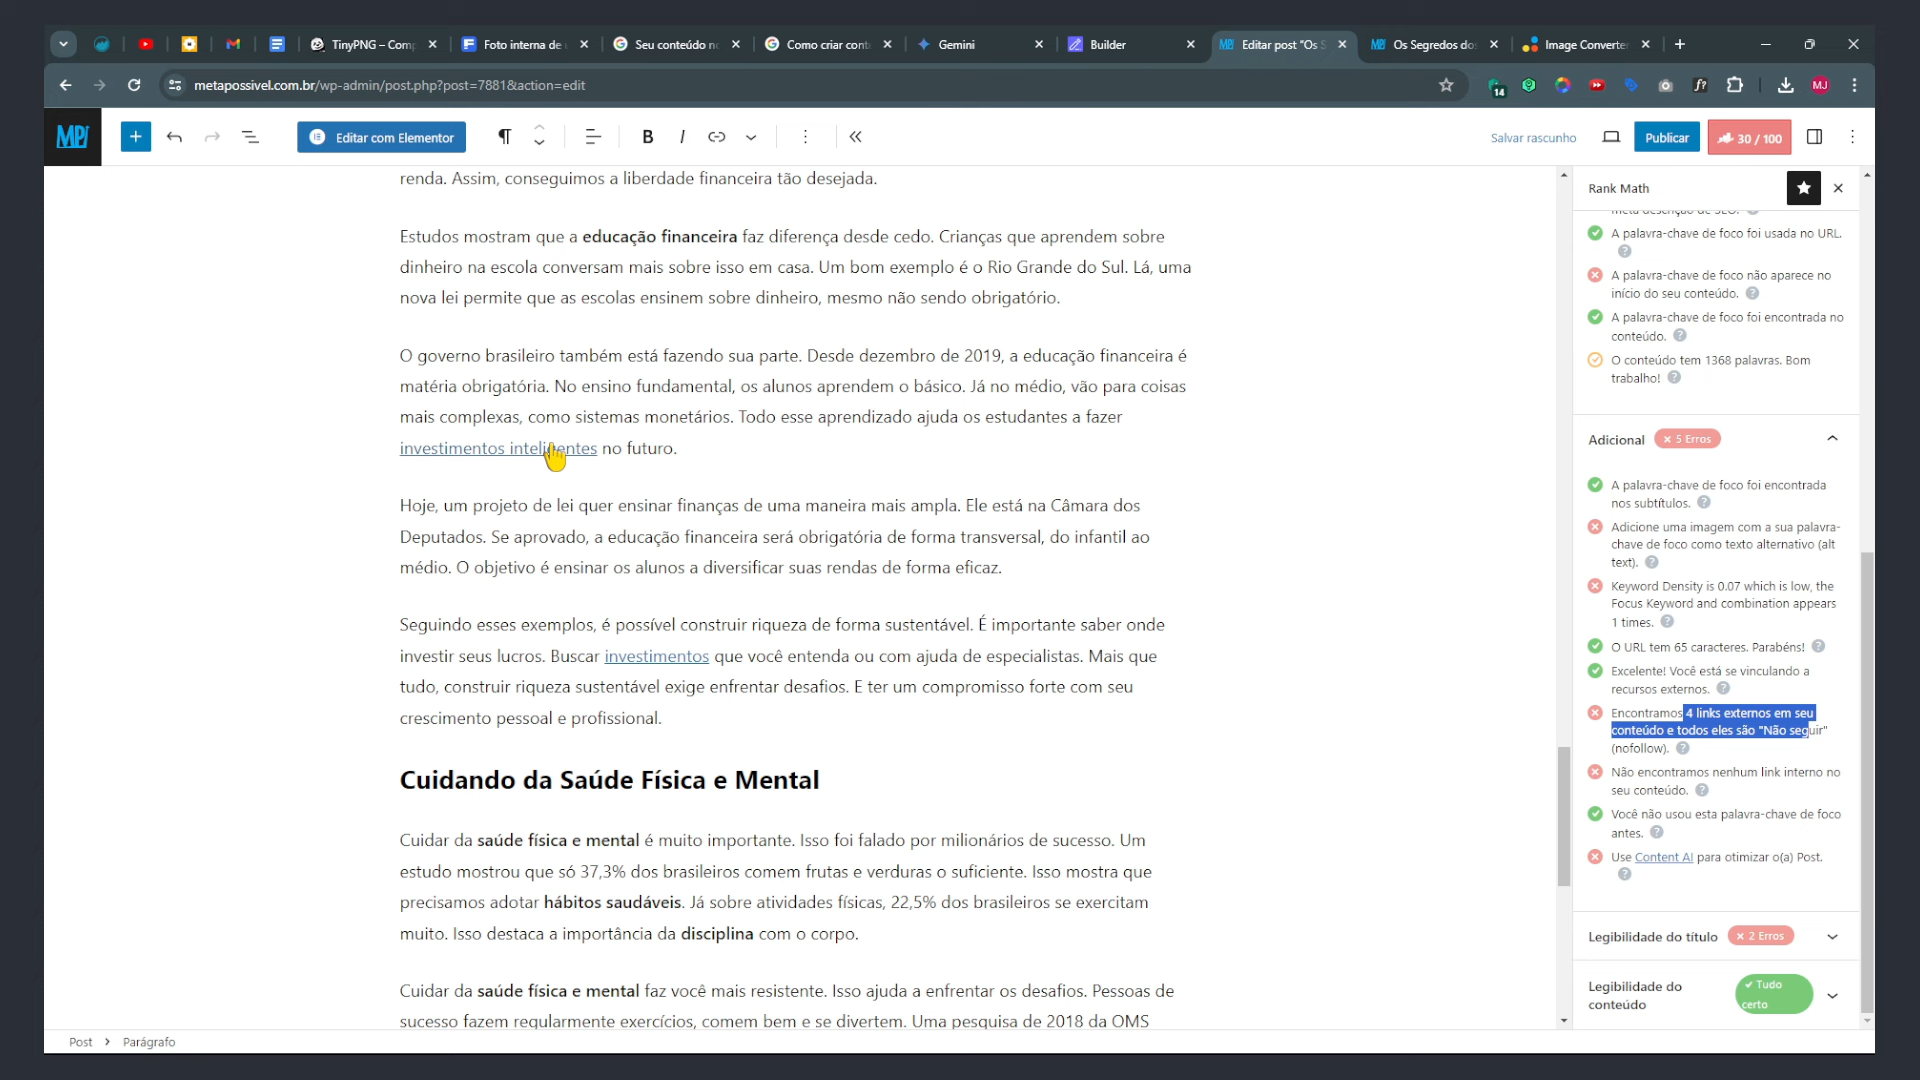 TinyPNG – Comp
Foto interna de
Seu conteúdo n
Como criar cont
Gemini
Builder
Editar post "Os S
Os Segredos do
Image Converte
metapossivel.com.br/wp-admin/post.php?post=7881&action=edit
14
f?
MJ
MPi
Editar com Elementor
B
I
Salvar rascunho
Publicar
30 / 100
renda. Assim, conseguimos a liberdade financeira tão desejada.
Estudos mostram que a educação financeira faz diferença desde cedo. Crianças que aprendem sobre
dinheiro na escola conversam mais sobre isso em casa. Um bom exemplo é o Rio Grande do Sul. Lá, uma
nova lei permite que as escolas ensinem sobre dinheiro, mesmo não sendo obrigatório.
O governo brasileiro também está fazendo sua parte. Desde dezembro de 2019, a educação financeira é
matéria obrigatória. No ensino fundamental, os alunos aprendem o básico. Já no médio, vão para coisas
mais complexas, como sistemas monetários. Todo esse aprendizado ajuda os estudantes a fazer
investimentos inteligentes no futuro.
Hoje, um projeto de lei quer ensinar finanças de uma maneira mais ampla. Ele está na Câmara dos
Deputados. Se aprovado, a educação financeira será obrigatória de forma transversal, do infantil ao
médio. O objetivo é ensinar os alunos a diversificar suas rendas de forma eficaz.
Seguindo esses exemplos, é possível construir riqueza de forma sustentável. É importante saber onde
investir seus lucros. Buscar investimentos que você entenda ou com ajuda de especialistas. Mais que
tudo, construir riqueza sustentável exige enfrentar desafios. E ter um compromisso forte com seu
crescimento pessoal e profissional.
Cuidando da Saúde Física e Mental
Cuidar da saúde física e mental é muito importante. Isso foi falado por milionários de sucesso. Um
estudo mostrou que só 37,3% dos brasileiros comem frutas e verduras o suficiente. Isso mostra que
precisamos adotar hábitos saudáveis. Já sobre atividades físicas, 22,5% dos brasileiros se exercitam
muito. Isso destaca a importância da disciplina com o corpo.
Cuidar da saúde física e mental faz você mais resistente. Isso ajuda a enfrentar os desafios. Pessoas de
sucesso fazem regularmente exercícios, comem bem e se divertem. Uma pesquisa de 2018 da OMS
Post > Parágrafo
Rank Math
meta descrição de SEO.
A palavra-chave de foco foi usada no URL.
A palavra-chave de foco não aparece no
início do seu conteúdo.
A palavra-chave de foco foi encontrada no
conteúdo.
O conteúdo tem 1368 palavras. Bom
trabalho!
Adicional × 5 Erros
A palavra-chave de foco foi encontrada
nos subtítulos.
Adicione uma imagem com a sua palavra-
chave de foco como texto alternativo (alt
text).
Keyword Density is 0.07 which is low, the
Focus Keyword and combination appears
1 times.
O URL tem 65 caracteres. Parabéns!
Excelente! Você está se vinculando a
recursos externos.
Encontramos 4 links externos em seu
conteúdo e todos eles são "Não seguir"
(nofollow).
Não encontramos nenhum link interno no
seu conteúdo.
Você não usou esta palavra-chave de foco
antes.
Use Content AI para otimizar o(a) Post.
Legibilidade do título × 2 Erros
Legibilidade do
conteúdo
✔ Tudo
certo